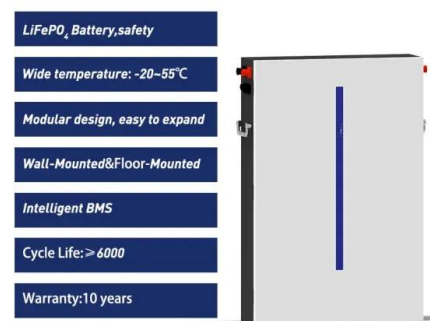 LiFePO₄ Battery,safety
Wide temperature: -20~55℃
Modular design, easy to expand
Wall-Mounted&Floor-Mounted
Intelligent BMS
Cycle Life:≥6000
Warranty:10 years